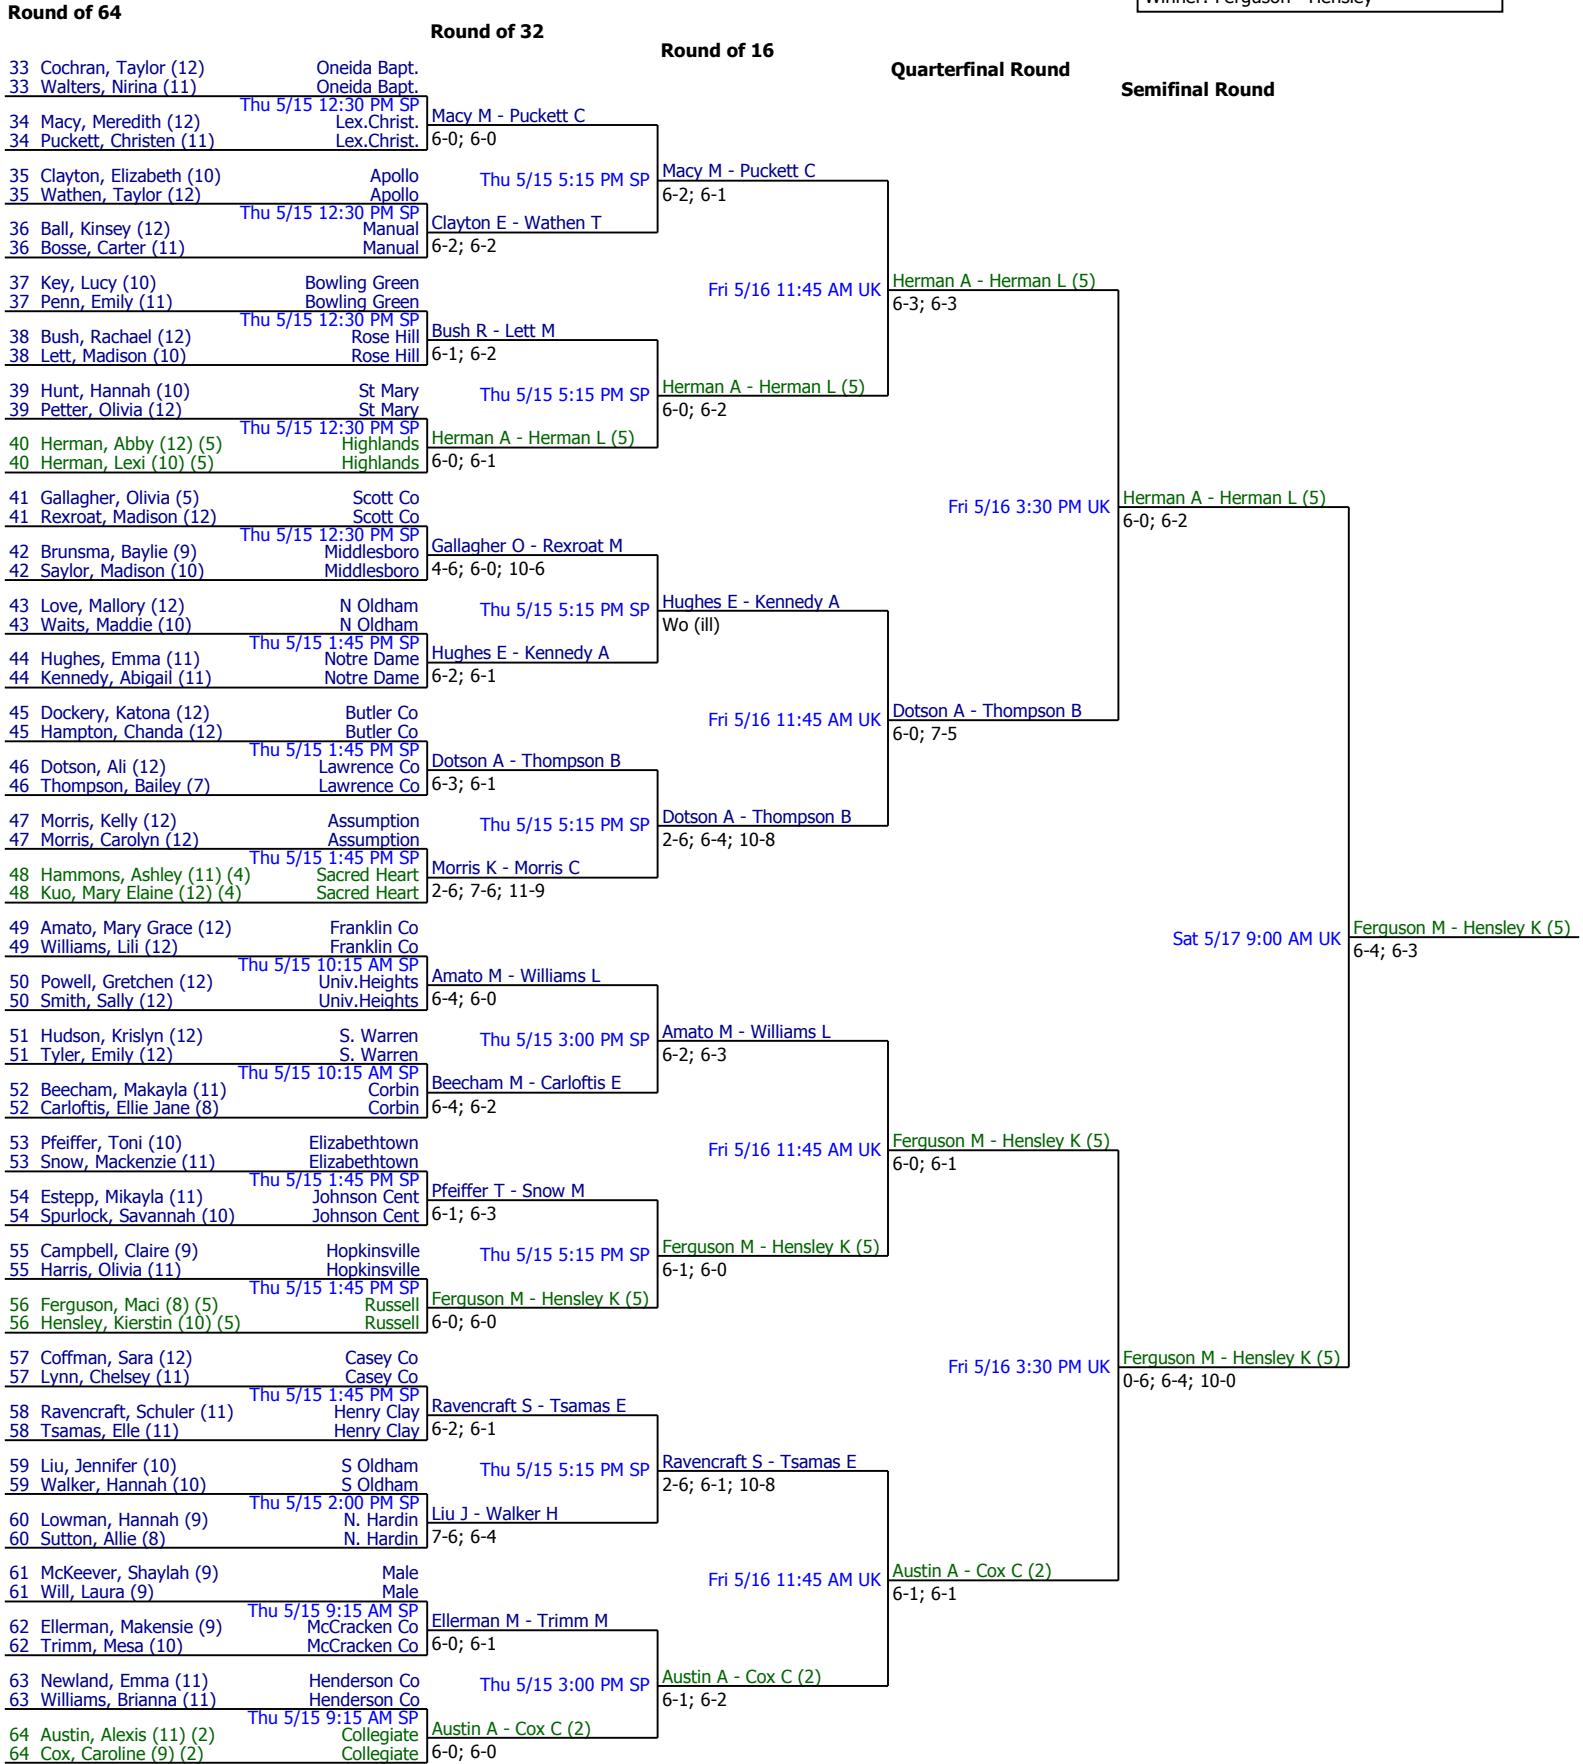 Winner: Ferguson - Hensley
Round of 64
Round of 32
Round of 16
Quarterfinal Round
Semifinal Round
33 Cochran, Taylor (12) Oneida Bapt.
33 Walters, Nirina (11) Oneida Bapt.
Thu 5/15 12:30 PM SP
Macy M - Puckett C
34 Macy, Meredith (12) Lex.Christ.
34 Puckett, Christen (11) Lex.Christ.
6-0; 6-0
35 Clayton, Elizabeth (10) Apollo
35 Wathen, Taylor (12) Apollo
Thu 5/15 5:15 PM SP
Macy M - Puckett C
6-2; 6-1
Thu 5/15 12:30 PM SP
Clayton E - Wathen T
36 Ball, Kinsey (12) Manual
36 Bosse, Carter (11) Manual
6-2; 6-2
37 Key, Lucy (10) Bowling Green
37 Penn, Emily (11) Bowling Green
Fri 5/16 11:45 AM UK
Herman A - Herman L (5)
6-3; 6-3
Thu 5/15 12:30 PM SP
Bush R - Lett M
38 Bush, Rachael (12) Rose Hill
38 Lett, Madison (10) Rose Hill
6-1; 6-2
39 Hunt, Hannah (10) St Mary
39 Petter, Olivia (12) St Mary
Thu 5/15 5:15 PM SP
Herman A - Herman L (5)
6-0; 6-2
Thu 5/15 12:30 PM SP
Herman A - Herman L (5)
40 Herman, Abby (12) (5) Highlands
40 Herman, Lexi (10) (5) Highlands
6-0; 6-1
41 Gallagher, Olivia (5) Scott Co
41 Rexroat, Madison (12) Scott Co
Fri 5/16 3:30 PM UK
Herman A - Herman L (5)
6-0; 6-2
Thu 5/15 12:30 PM SP
Gallagher O - Rexroat M
42 Brunsma, Baylie (9) Middlesboro
42 Saylor, Madison (10) Middlesboro
4-6; 6-0; 10-6
43 Love, Mallory (12) N Oldham
43 Waits, Maddie (10) N Oldham
Thu 5/15 5:15 PM SP
Hughes E - Kennedy A
Wo (ill)
Thu 5/15 1:45 PM SP
Hughes E - Kennedy A
44 Hughes, Emma (11) Notre Dame
44 Kennedy, Abigail (11) Notre Dame
6-2; 6-1
45 Dockery, Katona (12) Butler Co
45 Hampton, Chanda (12) Butler Co
Fri 5/16 11:45 AM UK
Dotson A - Thompson B
6-0; 7-5
Thu 5/15 1:45 PM SP
Dotson A - Thompson B
46 Dotson, Ali (12) Lawrence Co
46 Thompson, Bailey (7) Lawrence Co
6-3; 6-1
47 Morris, Kelly (12) Assumption
47 Morris, Carolyn (12) Assumption
Thu 5/15 5:15 PM SP
Dotson A - Thompson B
2-6; 6-4; 10-8
Thu 5/15 1:45 PM SP
Morris K - Morris C
48 Hammons, Ashley (11) (4) Sacred Heart
48 Kuo, Mary Elaine (12) (4) Sacred Heart
2-6; 7-6; 11-9
49 Amato, Mary Grace (12) Franklin Co
49 Williams, Lili (12) Franklin Co
Sat 5/17 9:00 AM UK
Ferguson M - Hensley K (5)
6-4; 6-3
Thu 5/15 10:15 AM SP
Amato M - Williams L
50 Powell, Gretchen (12) Univ.Heights
50 Smith, Sally (12) Univ.Heights
6-4; 6-0
51 Hudson, Krislyn (12) S. Warren
51 Tyler, Emily (12) S. Warren
Thu 5/15 3:00 PM SP
Amato M - Williams L
6-2; 6-3
Thu 5/15 10:15 AM SP
Beecham M - Carloftis E
52 Beecham, Makayla (11) Corbin
52 Carloftis, Ellie Jane (8) Corbin
6-4; 6-2
53 Pfeiffer, Toni (10) Elizabethtown
53 Snow, Mackenzie (11) Elizabethtown
Fri 5/16 11:45 AM UK
Ferguson M - Hensley K (5)
6-0; 6-1
Thu 5/15 1:45 PM SP
Pfeiffer T - Snow M
54 Estepp, Mikayla (11) Johnson Cent
54 Spurlock, Savannah (10) Johnson Cent
6-1; 6-3
55 Campbell, Claire (9) Hopkinsville
55 Harris, Olivia (11) Hopkinsville
Thu 5/15 5:15 PM SP
Ferguson M - Hensley K (5)
6-1; 6-0
Thu 5/15 1:45 PM SP
Ferguson M - Hensley K (5)
56 Ferguson, Maci (8) (5) Russell
56 Hensley, Kierstin (10) (5) Russell
6-0; 6-0
57 Coffman, Sara (12) Casey Co
57 Lynn, Chelsey (11) Casey Co
Fri 5/16 3:30 PM UK
Ferguson M - Hensley K (5)
0-6; 6-4; 10-0
Thu 5/15 1:45 PM SP
Ravencraft S - Tsamas E
58 Ravencraft, Schuler (11) Henry Clay
58 Tsamas, Elle (11) Henry Clay
6-2; 6-1
59 Liu, Jennifer (10) S Oldham
59 Walker, Hannah (10) S Oldham
Thu 5/15 5:15 PM SP
Ravencraft S - Tsamas E
2-6; 6-1; 10-8
Thu 5/15 2:00 PM SP
Liu J - Walker H
60 Lowman, Hannah (9) N. Hardin
60 Sutton, Allie (8) N. Hardin
7-6; 6-4
61 McKeever, Shaylah (9) Male
61 Will, Laura (9) Male
Fri 5/16 11:45 AM UK
Austin A - Cox C (2)
6-1; 6-1
Thu 5/15 9:15 AM SP
Ellerman M - Trimm M
62 Ellerman, Makensie (9) McCracken Co
62 Trimm, Mesa (10) McCracken Co
6-0; 6-1
63 Newland, Emma (11) Henderson Co
63 Williams, Brianna (11) Henderson Co
Thu 5/15 3:00 PM SP
Austin A - Cox C (2)
6-1; 6-2
Thu 5/15 9:15 AM SP
Austin A - Cox C (2)
64 Austin, Alexis (11) (2) Collegiate
64 Cox, Caroline (9) (2) Collegiate
6-0; 6-0